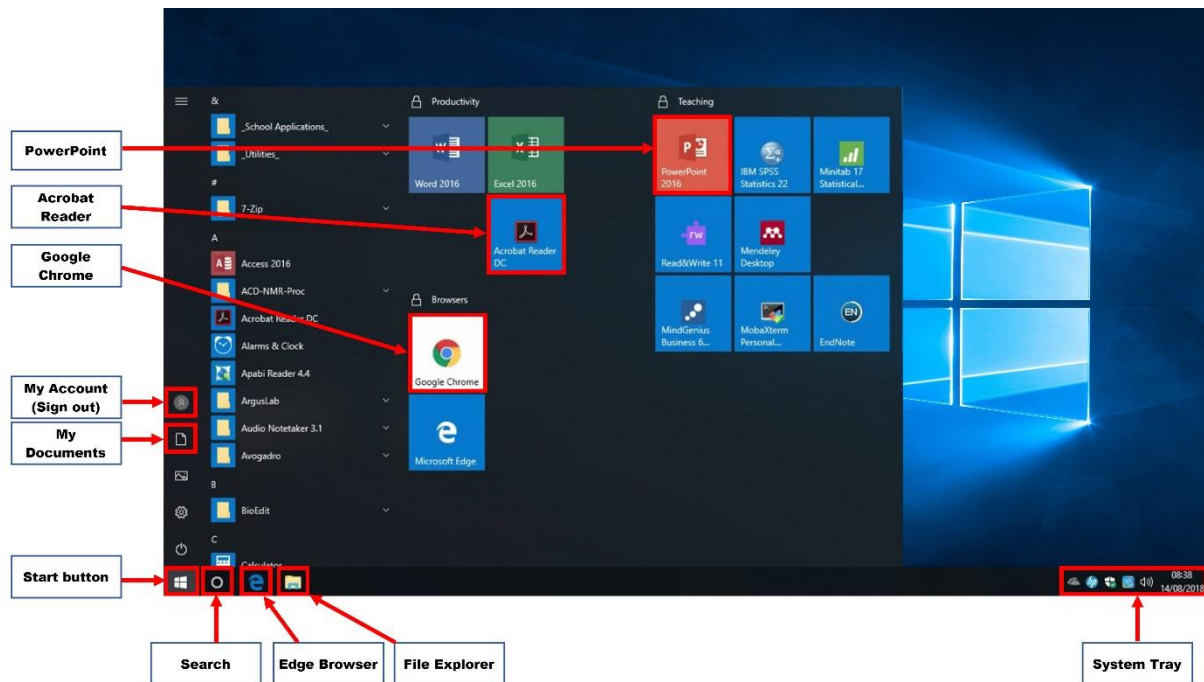 &
_School Applications_
_Utilities_
#
7-Zip
A
Access 2016
ACD-NMR-Proc
Acrobat Reader DC
Alarms & Clock
Apabi Reader 4.4
ArgusLab
Audio Notetaker 3.1
Avogadro
B
BioEdit
C
Calculator
Productivity
Word 2016
Excel 2016
Acrobat Reader
DC
Browsers
Google Chrome
Microsoft Edge
Teaching
PowerPoint
2016
IBM SPSS
Statistics 22
Minitab 17
Statistical...
rw
Read&Write 11
Mendeley
Desktop
MindGenius
Business 6...
MobaXterm
Personal...
EN
EndNote
PowerPoint
Acrobat
Reader
Google
Chrome
My Account
(Sign out)
My
Documents
Start button
08:38
14/08/2018
Search
Edge Browser
File Explorer
System Tray